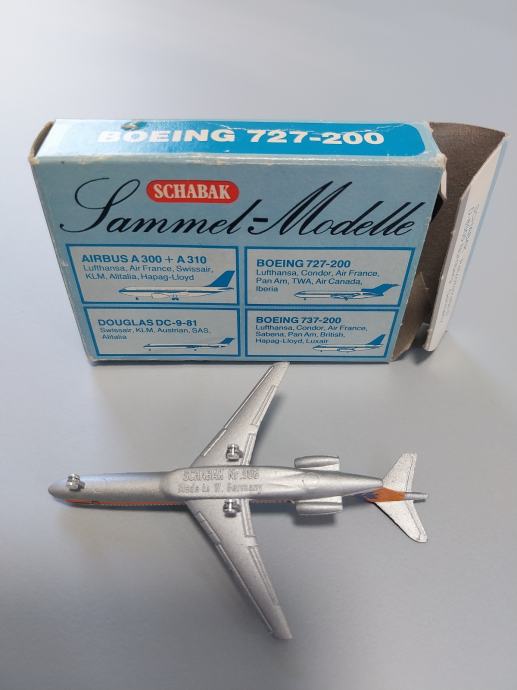 BOEING 727-200
SCHABAK
Sammel-Modelle
AIRBUS A 300 + A 310
Lufthansa, Air France, Swissair,
KLM, Alitalia, Hapag-Lloyd
BOEING 727-200
Lufthansa, Condor, Air France,
Pan Am, TWA, Air Canada,
Iberia
DOUGLAS DC-9-81
Swissair, KLM, Austrian, SAS,
Alitalia
BOEING 737-200
Lufthansa, Condor, Air France,
Sabena, Pan Am, British,
Hapag-Lloyd, Luxair
SCHABAK Nr.
Made in W. Germany